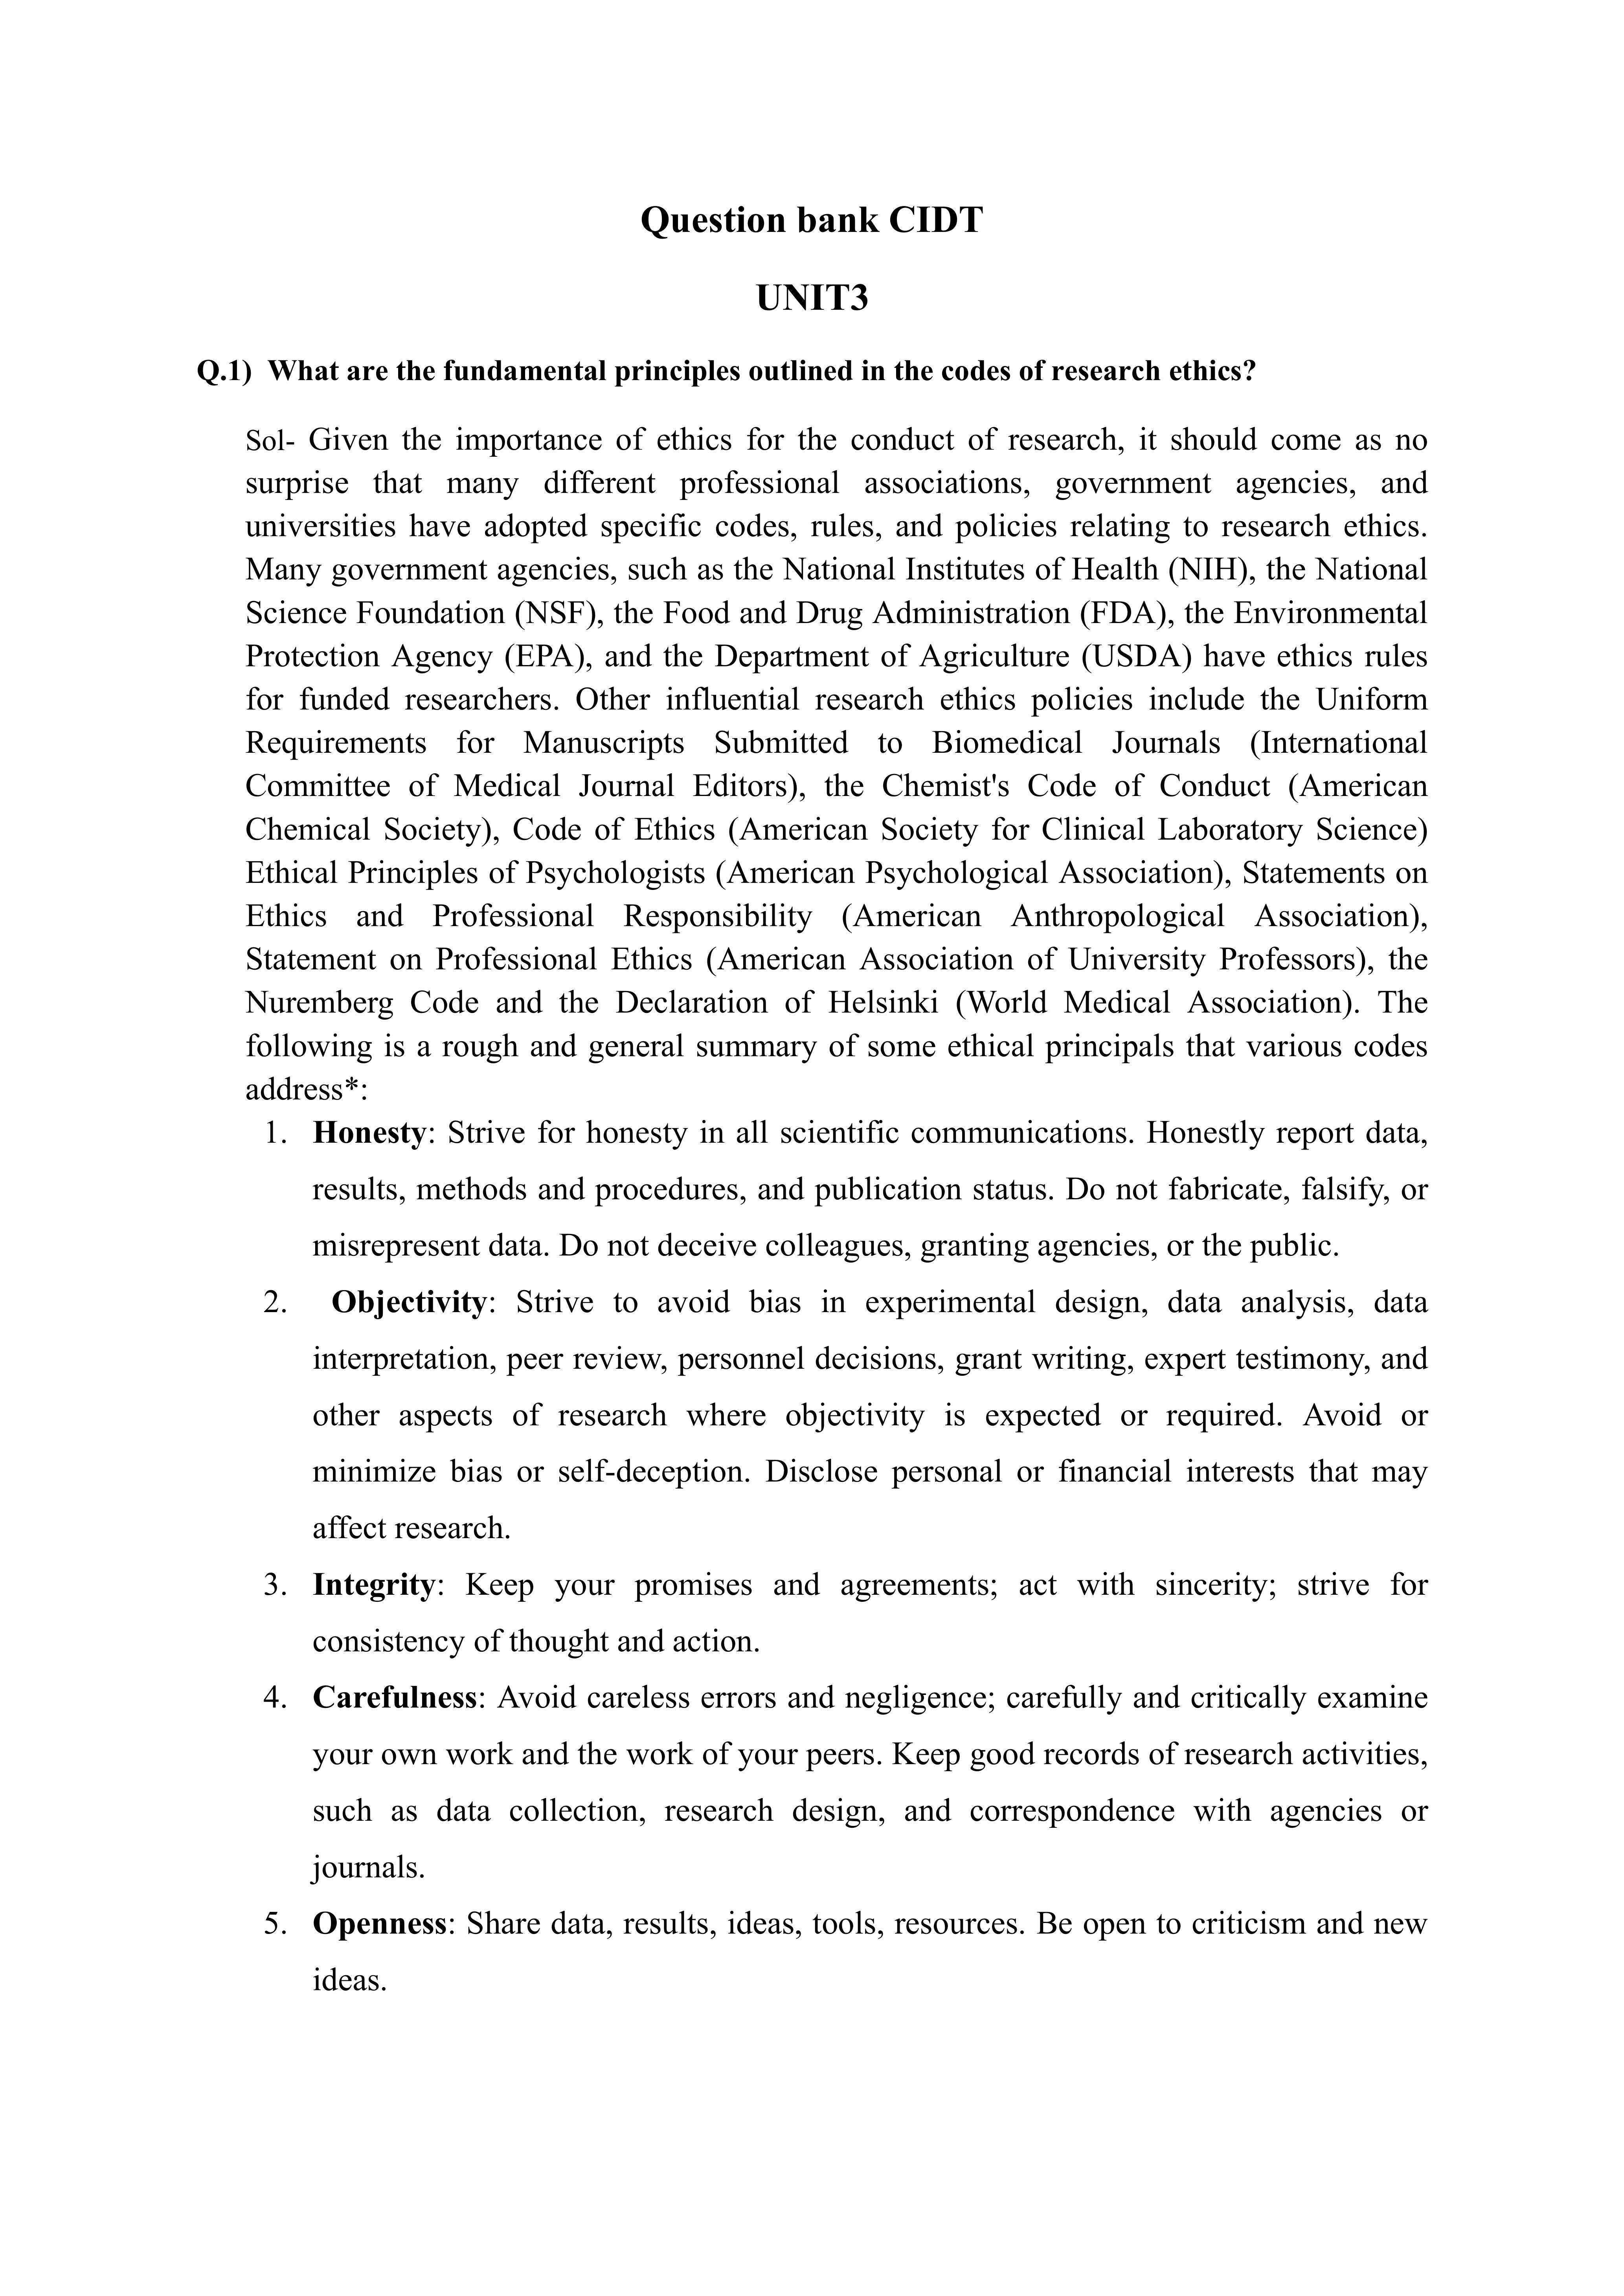 Question bank CIDT
UNIT3
Q.1) What are the fundamental principles outlined in the codes of research ethics?
Sol- Given the importance of ethics for the conduct of research, it should come as no
surprise that many different professional associations, government agencies, and
universities have adopted specific codes, rules, and policies relating to research ethics.
Many government agencies, such as the National Institutes of Health (NIH), the National
Science Foundation (NSF), the Food and Drug Administration (FDA), the Environmental
Protection Agency (EPA), and the Department of Agriculture (USDA) have ethics rules
for funded researchers. Other influential research ethics policies include the Uniform
Requirements for Manuscripts Submitted to Biomedical Journals (International
Committee of Medical Journal Editors), the Chemist's Code of Conduct (American
Chemical Society), Code of Ethics (American Society for Clinical Laboratory Science)
Ethical Principles of Psychologists (American Psychological Association), Statements on
Ethics and Professional Responsibility (American Anthropological Association),
Statement on Professional Ethics (American Association of University Professors), the
Nuremberg Code and the Declaration of Helsinki (World Medical Association). The
following is a rough and general summary of some ethical principals that various codes
address*:
1. Honesty: Strive for honesty in all scientific communications. Honestly report data,
results, methods and procedures, and publication status. Do not fabricate, falsify, or
misrepresent data. Do not deceive colleagues, granting agencies, or the public.
2. Objectivity: Strive to avoid bias in experimental design, data analysis, data
interpretation, peer review, personnel decisions, grant writing, expert testimony, and
other aspects of research where objectivity is expected or required. Avoid or
minimize bias or self-deception. Disclose personal or financial interests that may
affect research.
3. Integrity: Keep your promises and agreements; act with sincerity; strive for
consistency of thought and action.
4. Carefulness: Avoid careless errors and negligence; carefully and critically examine
your own work and the work of your peers. Keep good records of research activities,
such as data collection, research design, and correspondence with agencies or
journals.
5. Openness: Share data, results, ideas, tools, resources. Be open to criticism and new
ideas.